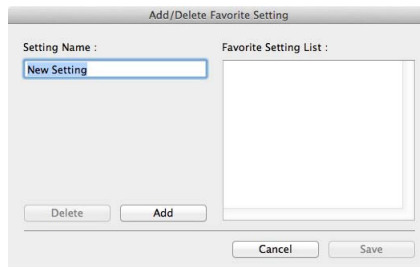 Add/Delete Favorite Setting
Setting Name :
Favorite Setting List :
New Setting
Delete
Add
Cancel
Save